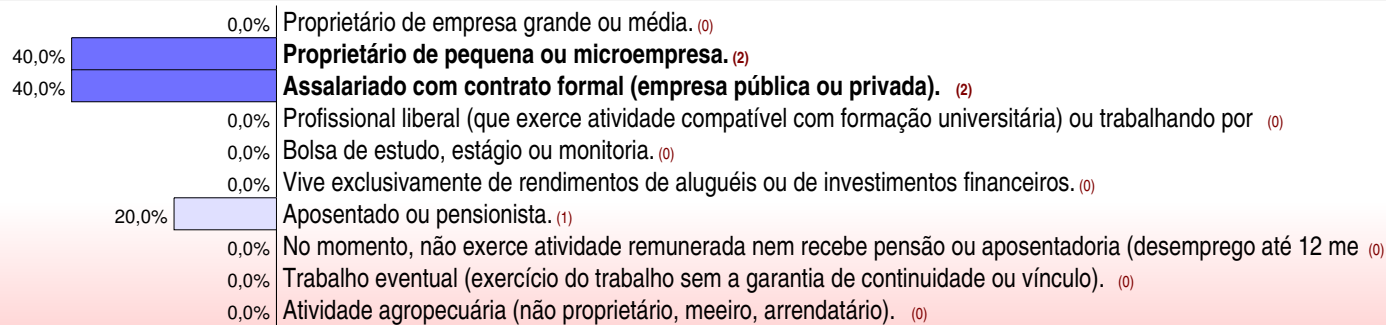 0,0% Proprietário de empresa grande ou média. (0)
40,0% Proprietário de pequena ou microempresa. (2)
40,0% Assalariado com contrato formal (empresa pública ou privada). (2)
0,0% Profissional liberal (que exerce atividade compatível com formação universitária) ou trabalhando por (0)
0,0% Bolsa de estudo, estágio ou monitoria. (0)
0,0% Vive exclusivamente de rendimentos de aluguéis ou de investimentos financeiros. (0)
20,0% Aposentado ou pensionista. (1)
0,0% No momento, não exerce atividade remunerada nem recebe pensão ou aposentadoria (desemprego até 12 me (0)
0,0% Trabalho eventual (exercício do trabalho sem a garantia de continuidade ou vínculo). (0)
0,0% Atividade agropecuária (não proprietário, meeiro, arrendatário). (0)